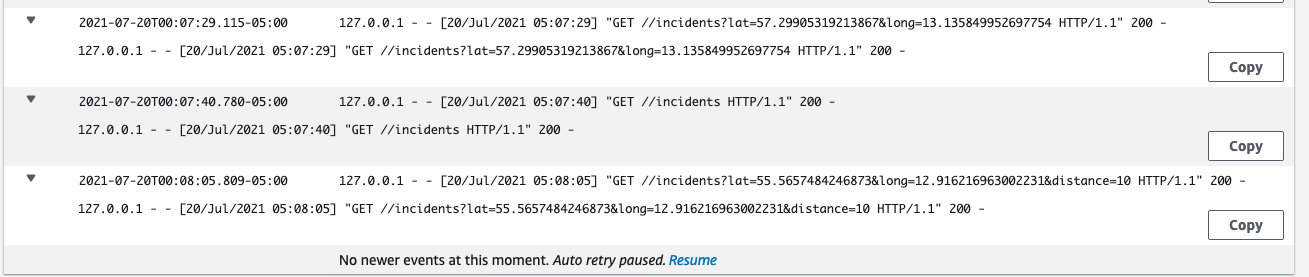 2021-07-20T00:07:29.115-05:00 127.0.0.1 - - [20/Jul/2021 05:07:29] "GET //incidents?lat=57.29905319213867&long=13.135849952697754 HTTP/1.1" 200 -
127.0.0.1 - - [20/Jul/2021 05:07:29] "GET //incidents?lat=57.29905319213867&long=13.135849952697754 HTTP/1.1" 200 -
Copy
2021-07-20T00:07:40.780-05:00 127.0.0.1 - - [20/Jul/2021 05:07:40] "GET //incidents HTTP/1.1" 200 -
127.0.0.1 - - [20/Jul/2021 05:07:40] "GET //incidents HTTP/1.1" 200 -
Copy
2021-07-20T00:08:05.809-05:00 127.0.0.1 - - [20/Jul/2021 05:08:05] "GET //incidents?lat=55.5657484246873&long=12.916216963002231&distance=10 HTTP/1.1" 200 -
127.0.0.1 - - [20/Jul/2021 05:08:05] "GET //incidents?lat=55.5657484246873&long=12.916216963002231&distance=10 HTTP/1.1" 200 -
Copy
No newer events at this moment. Auto retry paused. Resume